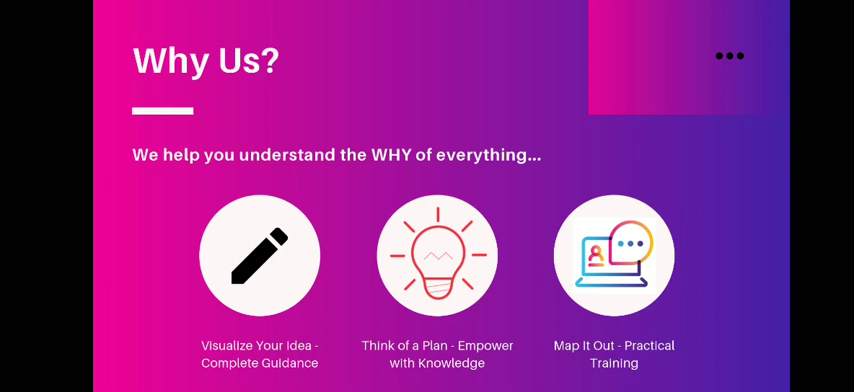 Why Us?
We help you understand the WHY of everything...
Visualize Your Idea -
Complete Guidance
Think of a Plan - Empower
with Knowledge
Map It Out - Practical
Training